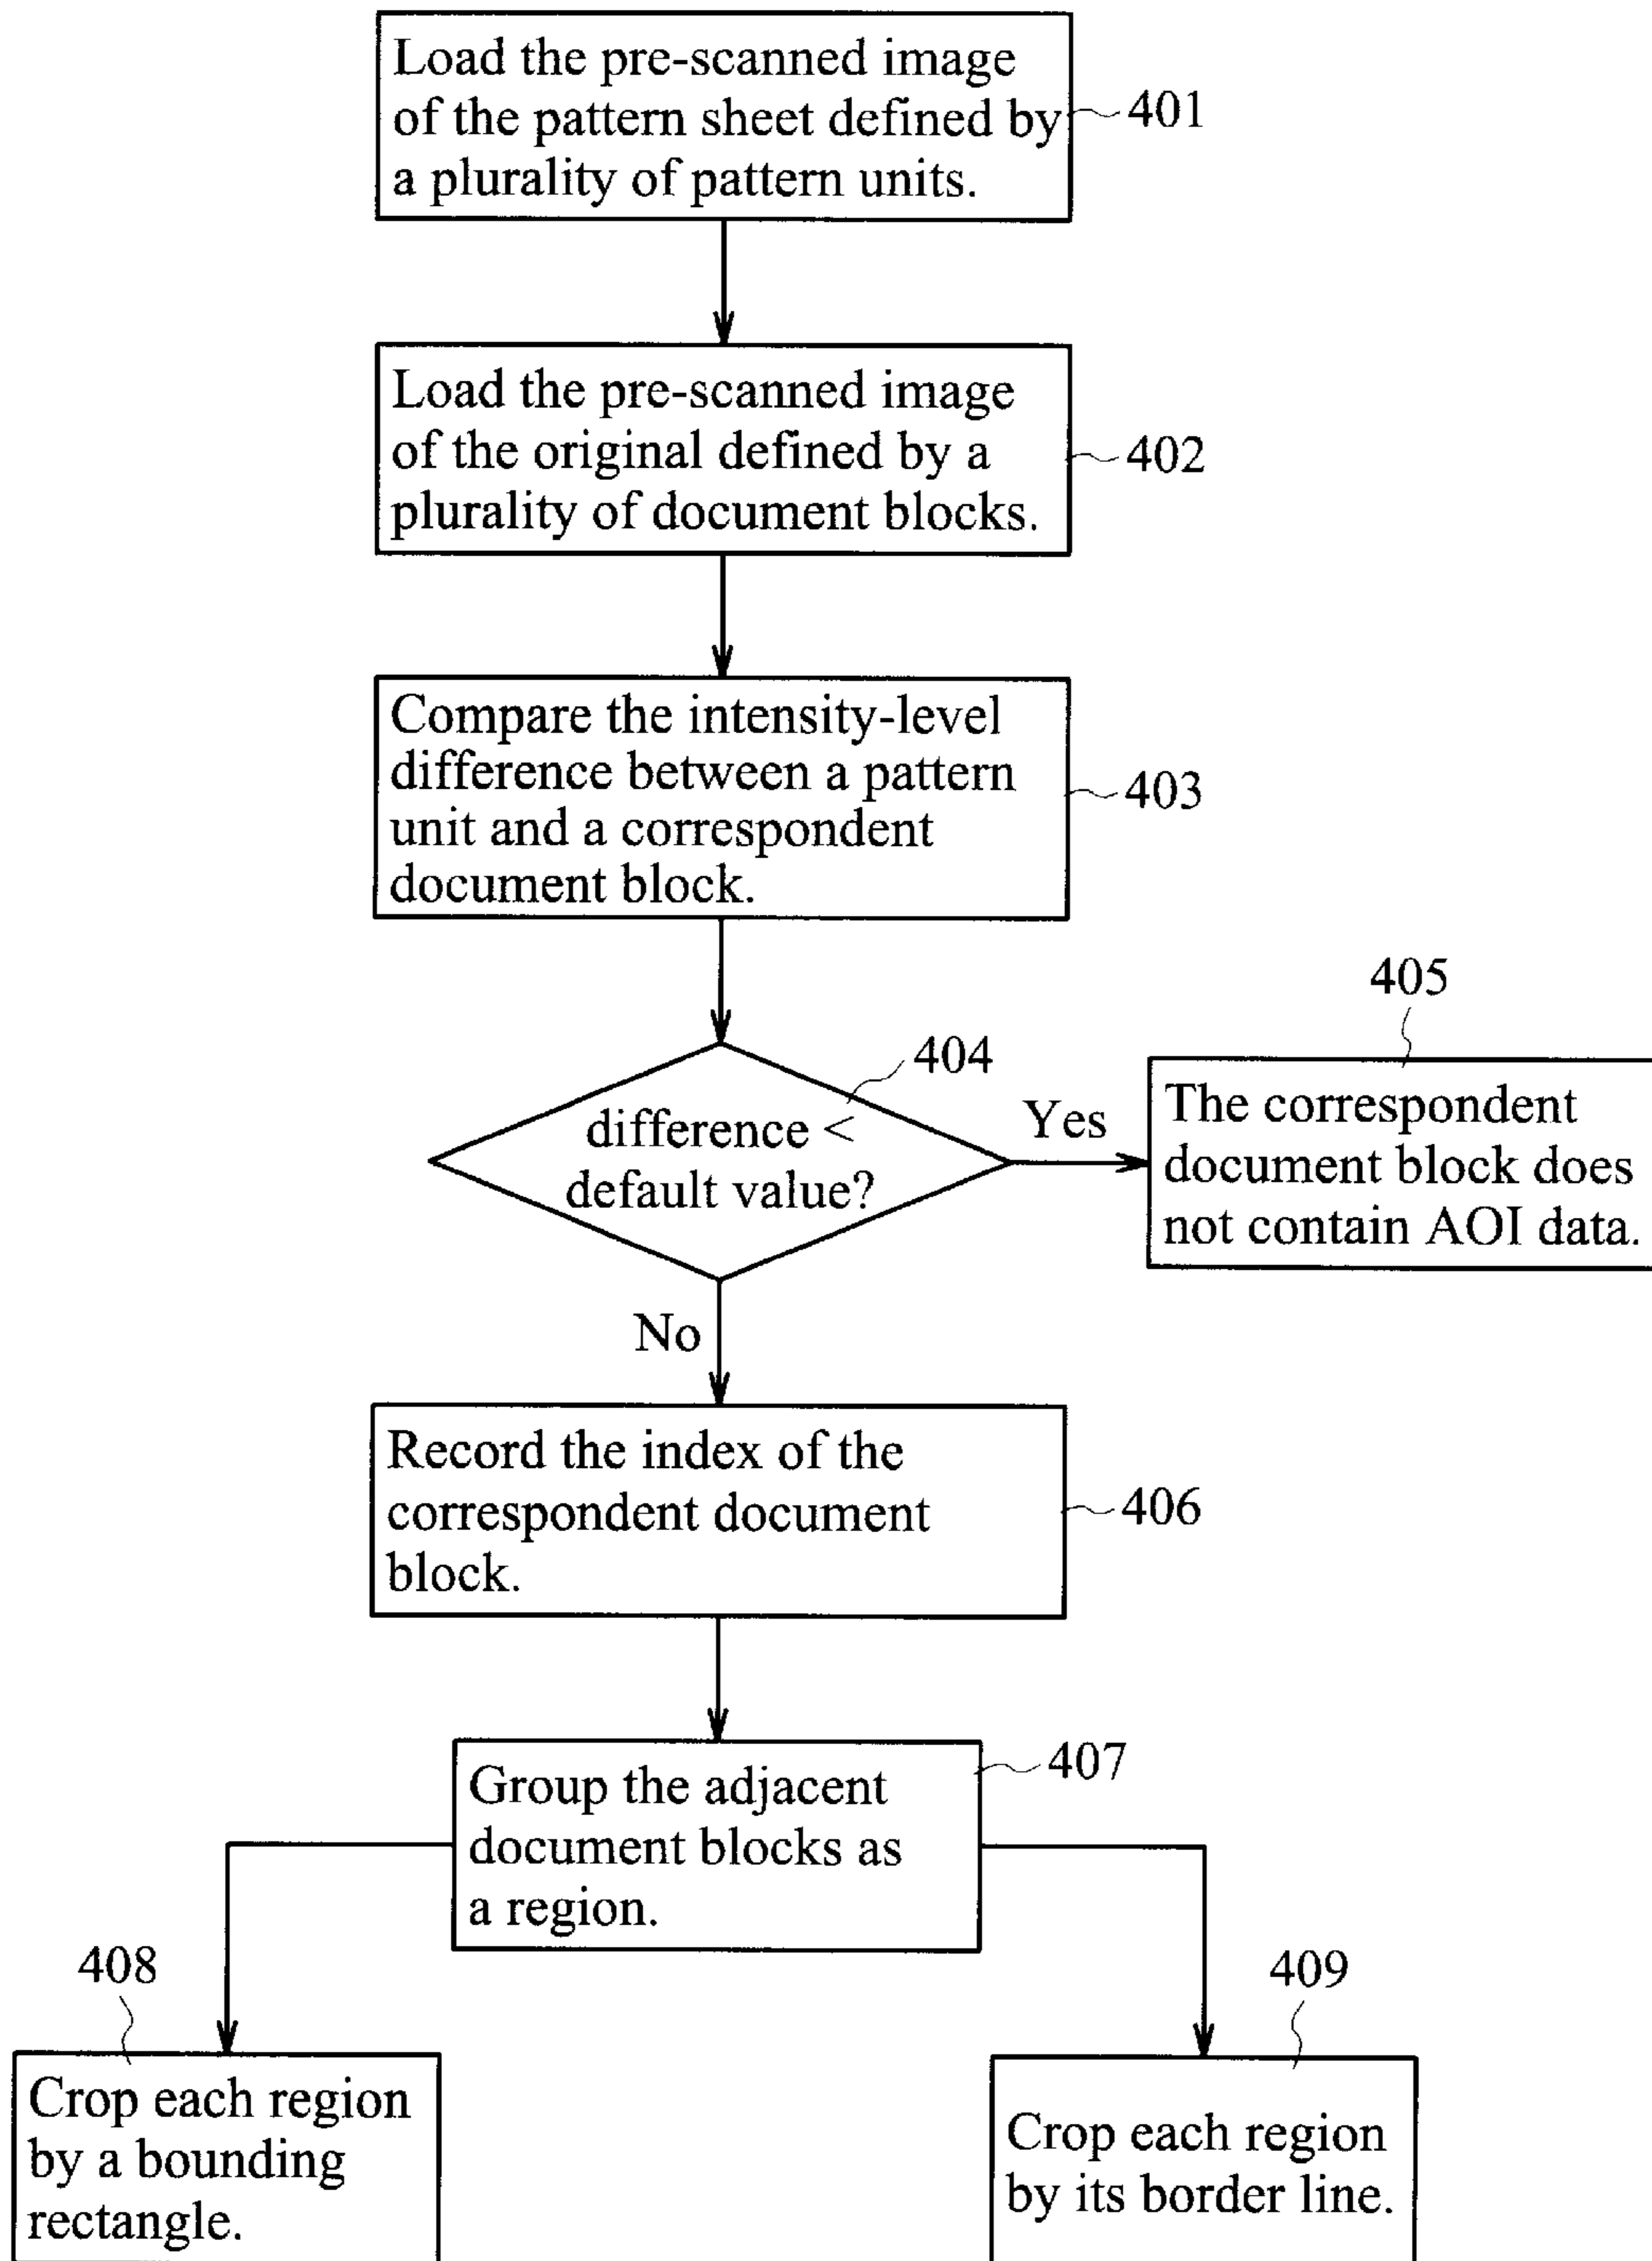 Load the pre-scanned image
of the pattern sheet defined by
a plurality of pattern units.
401
Load the pre-scanned image
of the original defined by a
plurality of document blocks.
402
Compare the intensity-level
difference between a pattern
unit and a correspondent
document block.
403
404
difference <
default value?
Yes
405
The correspondent
document block does
not contain AOI data.
No
Record the index of the
correspondent document
block.
406
Group the adjacent
document blocks as
a region.
407
408
Crop each region
by a bounding
rectangle.
409
Crop each region
by its border line.